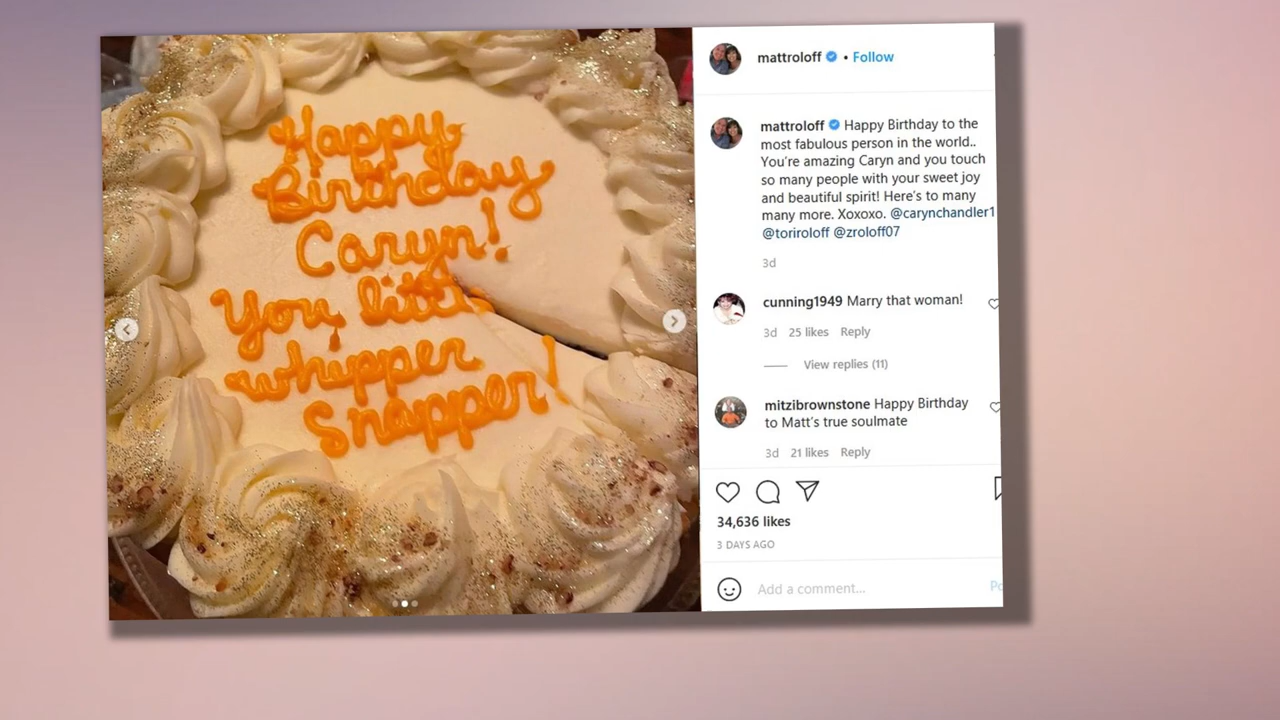 Happy
Birthday
Caryn!
You little
whipper
Snapper!
mattroloff • Follow
mattroloff Happy Birthday to the
most fabulous person in the world..
You're amazing Caryn and you touch
so many people with your sweet joy
and beautiful spirit! Here's to many
many more. Xoxoxo. @carynchandler1
@toriroloff @zroloff07
3d
cunning1949 Marry that woman!
3d 25 likes Reply
View replies (11)
mitzibrownstone Happy Birthday
to Matt's true soulmate
3d 21 likes Reply
34,636 likes
3 DAYS AGO
Add a comment...